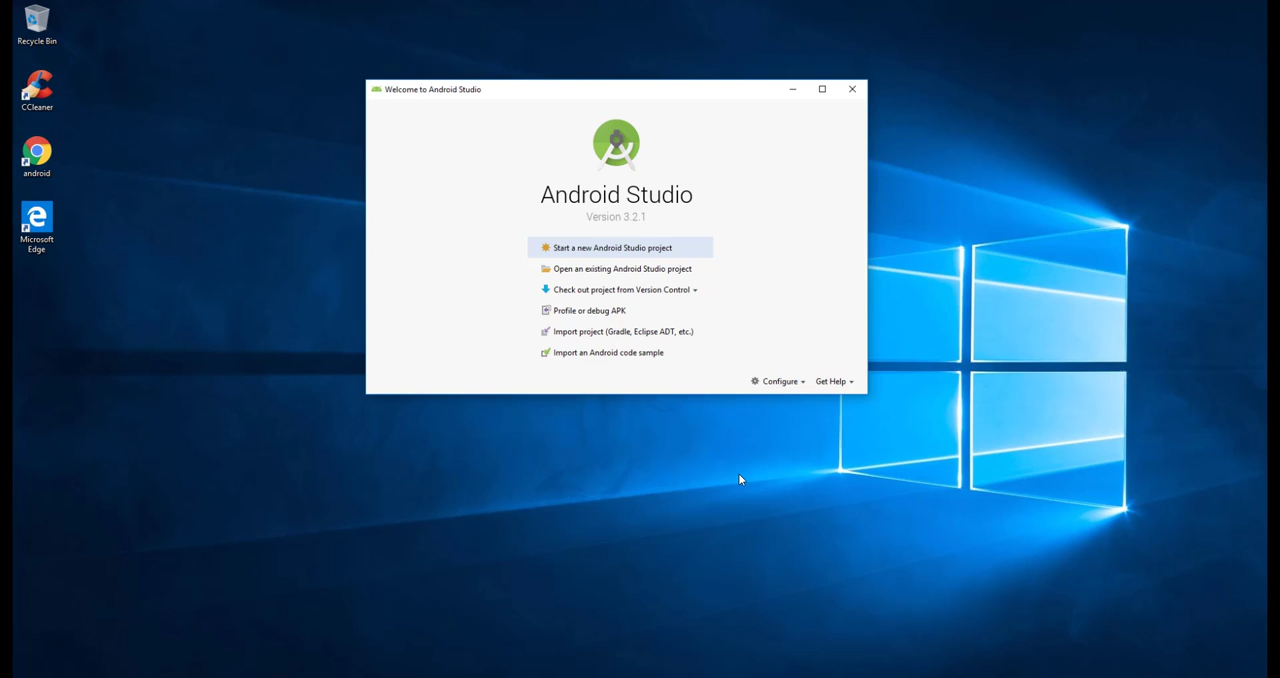 Recycle Bin
CCleaner
android
Microsoft
Edge
Welcome to Android Studio
Android Studio
Version 3.2.1
Start a new Android Studio project
Open an existing Android Studio project
Check out project from Version Control
Profile or debug APK
Import project (Gradle, Eclipse ADT, etc.)
Import an Android code sample
Configure
Get Help